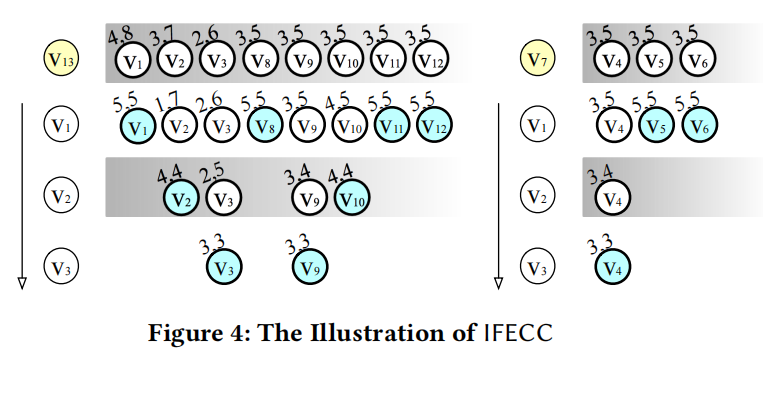 4,8 3,7 2,6 3,5 3,5 3,5 3,5 3,5 3,5 3,5 3,5
V13 V1 V2 V3 V8 V9 V10 V11 V12 V7 V4 V5 V6
5,5 1,7 2,6 5,5 3,5 4,5 5,5 5,5 3,5 5,5 5,5
V1 V1 V2 V3 V8 V9 V10 V11 V12 V1 V4 V5 V6
4,4 2,5 3,4 4,4 3,4
V2 V2 V3 V9 V10 V2 V4
3,3 3,3 3,3
V3 V3 V9 V3 V4
Figure 4: The Illustration of IFECC